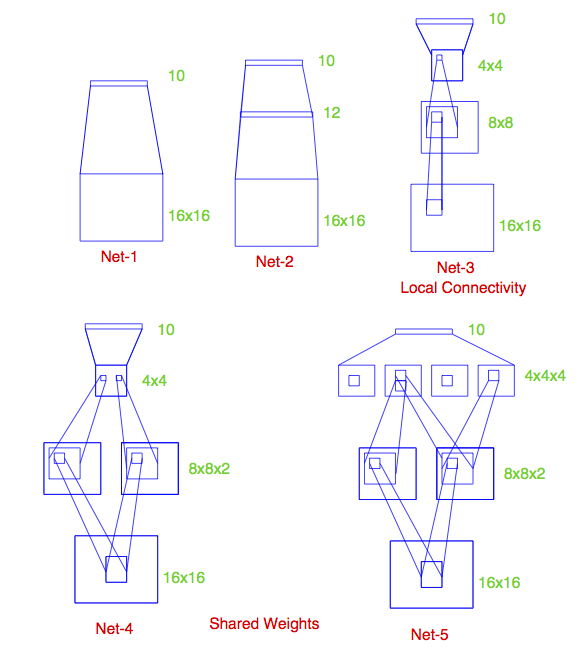 10
16x16
Net-1
10
12
16x16
Net-2
10
4x4
8x8
16x16
Net-3
Local Connectivity
10
4x4
8x8x2
16x16
Net-4
Shared Weights
10
4x4x4
8x8x2
16x16
Net-5